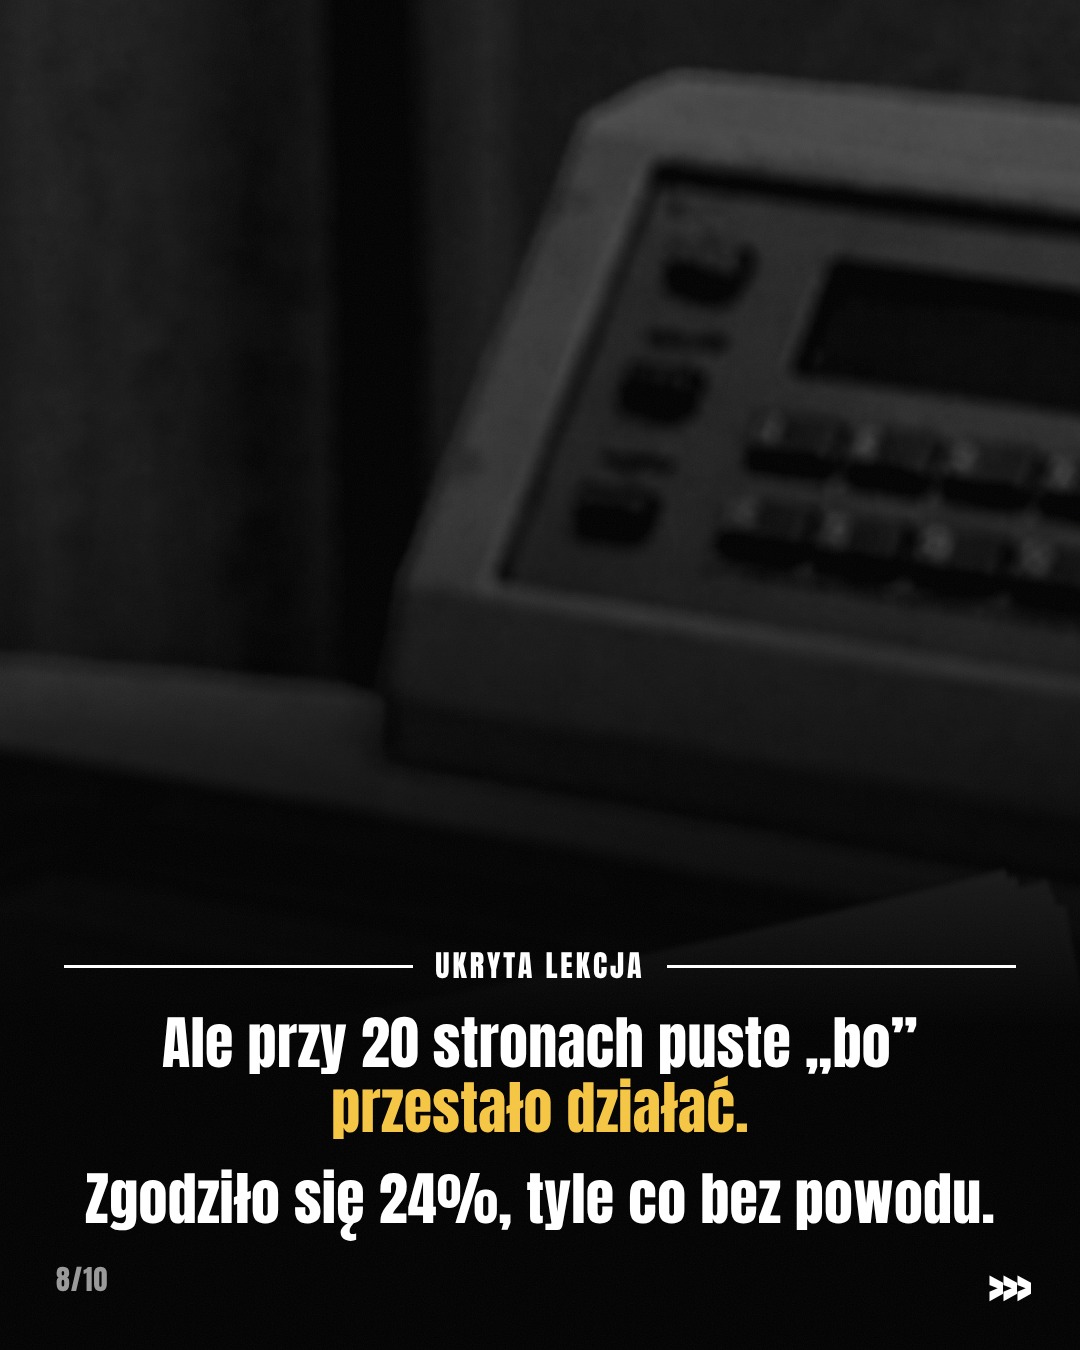 UKRYTA LEKCJA
Ale przy 20 stronach puste „bo”
przestało działać.
Zgodziło się 24%, tyle co bez powodu.
8/10
>>>